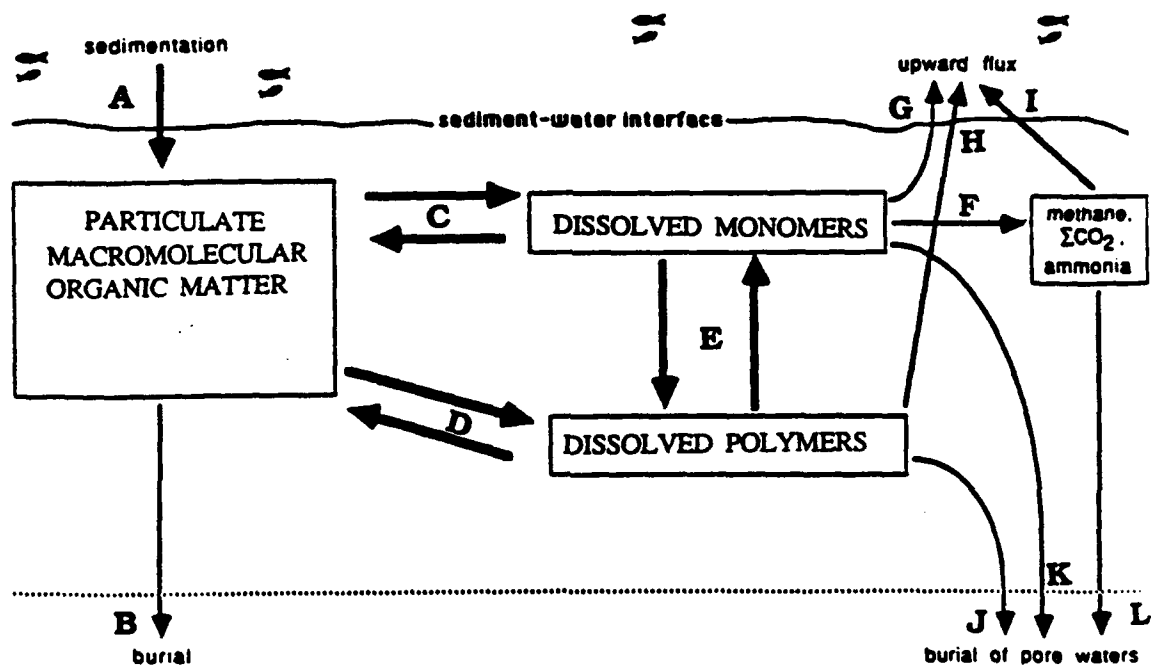 sedimentation
A
upward flux
G
I
sediment-water interface
H
PARTICULATE
MACROMOLECULAR
ORGANIC MATTER
C
DISSOLVED MONOMERS
F
methane,
ΣCO₂,
ammonia
E
D
DISSOLVED POLYMERS
B
burial
J
K
L
burial of pore waters